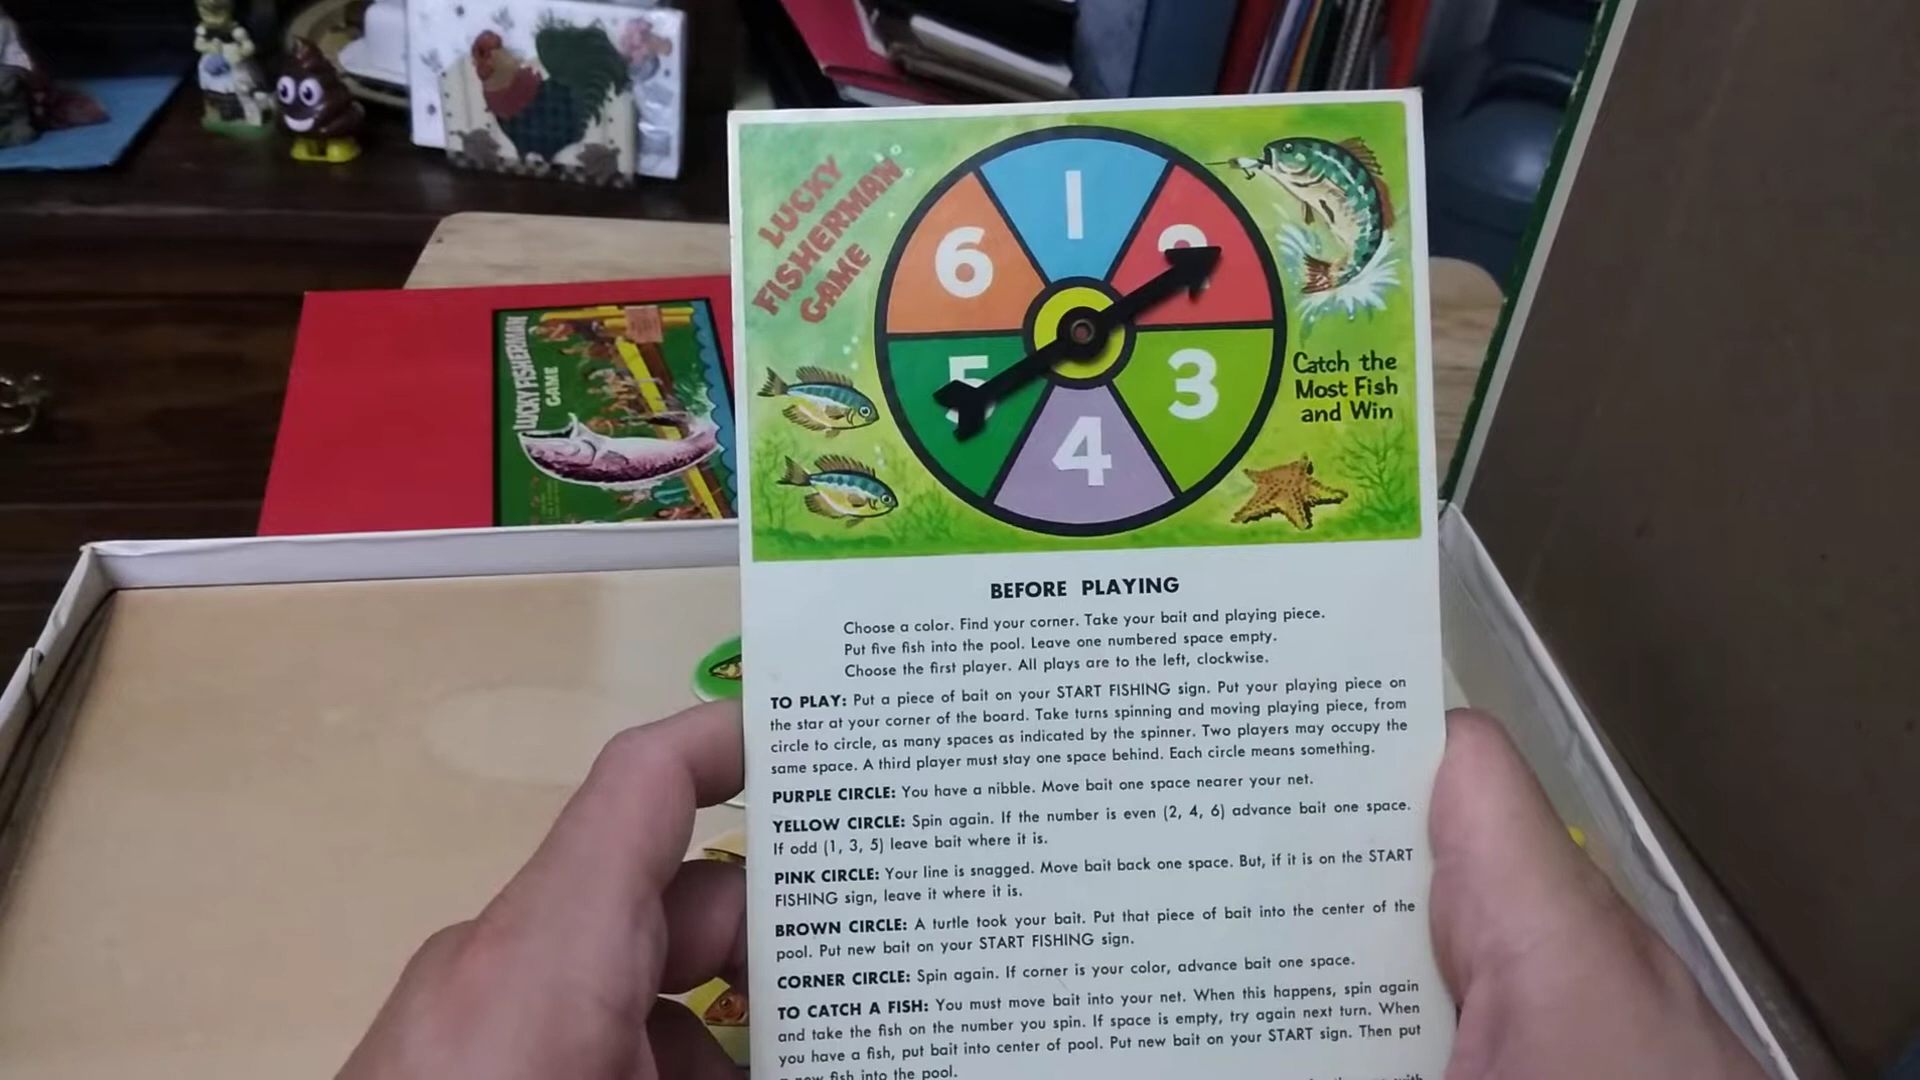 LUCKY
FISHERMAN
GAME
1
6
3
5
4
Catch the
Most Fish
and Win
LUCKY FISHERMAN
GAME
BEFORE PLAYING
Choose a color. Find your corner. Take your bait and playing piece.
Put five fish into the pool. Leave one numbered space empty.
Choose the first player. All plays are to the left, clockwise.
TO PLAY: Put a piece of bait on your START FISHING sign. Put your playing piece on
the star at your corner of the board. Take turns spinning and moving playing piece, from
circle to circle, as many spaces as indicated by the spinner. Two players may occupy the
same space. A third player must stay one space behind. Each circle means something.
PURPLE CIRCLE: You have a nibble. Move bait one space nearer your net.
YELLOW CIRCLE: Spin again. If the number is even (2, 4, 6) advance bait one space.
If odd (1, 3, 5) leave bait where it is.
PINK CIRCLE: Your line is snagged. Move bait back one space. But, if it is on the START
FISHING sign, leave it where it is.
BROWN CIRCLE: A turtle took your bait. Put that piece of bait into the center of the
pool. Put new bait on your START FISHING sign.
CORNER CIRCLE: Spin again. If corner is your color, advance bait one space.
TO CATCH A FISH: You must move bait into your net. When this happens, spin again
and take the fish on the number you spin. If space is empty, try again next turn. When
you have a fish, put bait into center of pool. Put new bait on your START sign. Then put
new fish into the pool.